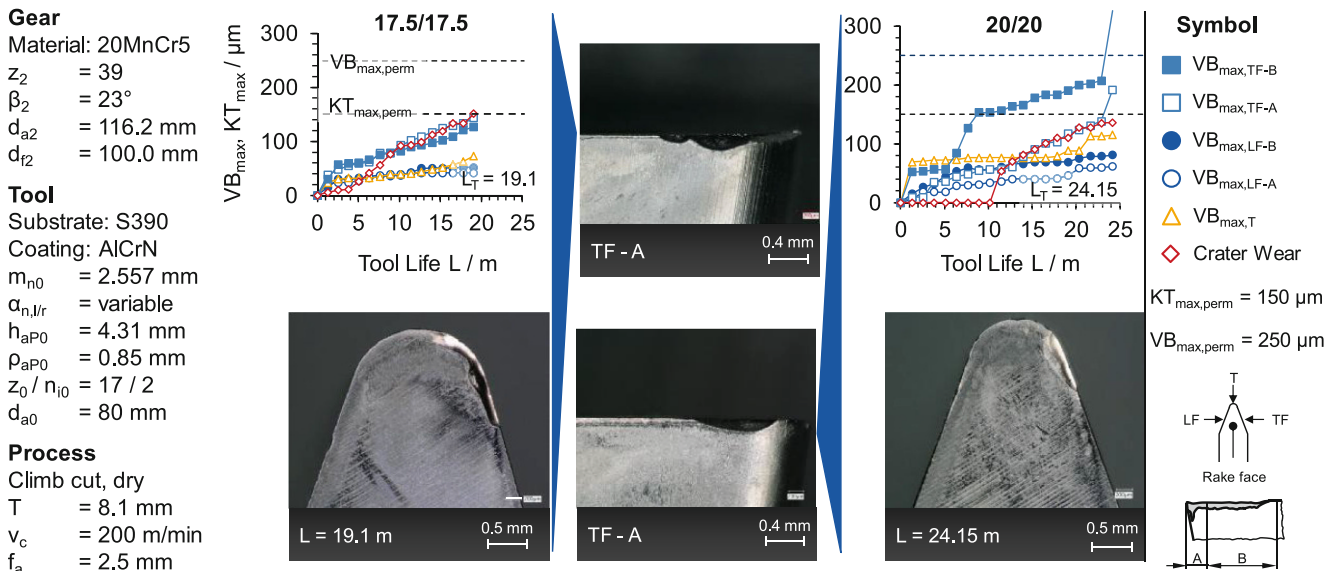 Gear
Material: 20MnCr5
z2 = 39
β2 = 23°
da2 = 116.2 mm
df2 = 100.0 mm
Tool
Substrate: S390
Coating: AlCrN
mn0 = 2.557 mm
αn,l/r = variable
haP0 = 4.31 mm
ρaP0 = 0.85 mm
z0 / ni0 = 17 / 2
da0 = 80 mm
Process
Climb cut, dry
T = 8.1 mm
vc = 200 m/min
fa = 2.5 mm
17.5/17.5
VBmax, KTmax / µm
300
200
100
0
VBmax,perm
KTmax,perm
LT = 19.1
0 5 10 15 20 25
Tool Life L / m
L = 19.1 m
0.5 mm
TF - A
0.4 mm
TF - A
0.4 mm
20/20
300
200
100
0
LT = 24.15
0 5 10 15 20 25
Tool Life L / m
L = 24.15 m
0.5 mm
Symbol
VBmax,TF-B
VBmax,TF-A
VBmax,LF-B
VBmax,LF-A
VBmax,T
Crater Wear
KTmax,perm = 150 µm
VBmax,perm = 250 µm
T
LF TF
Rake face
A B